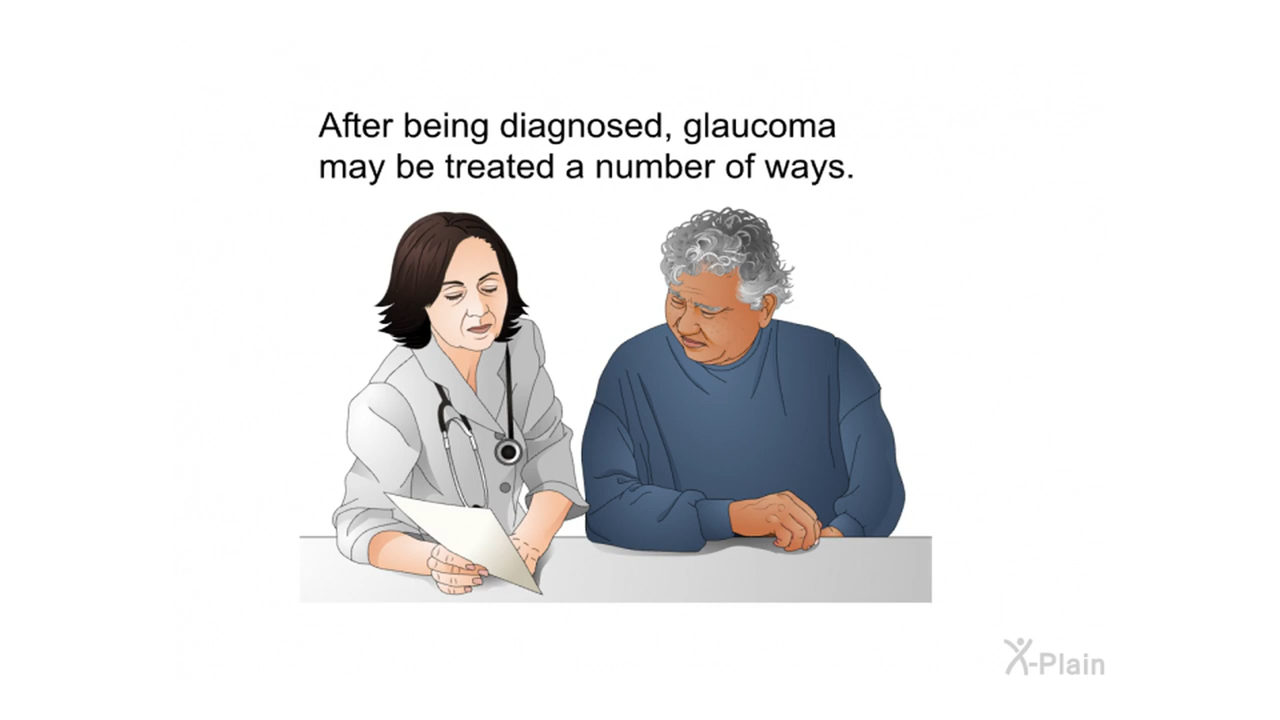 After being diagnosed, glaucoma
may be treated a number of ways.
X-Plain